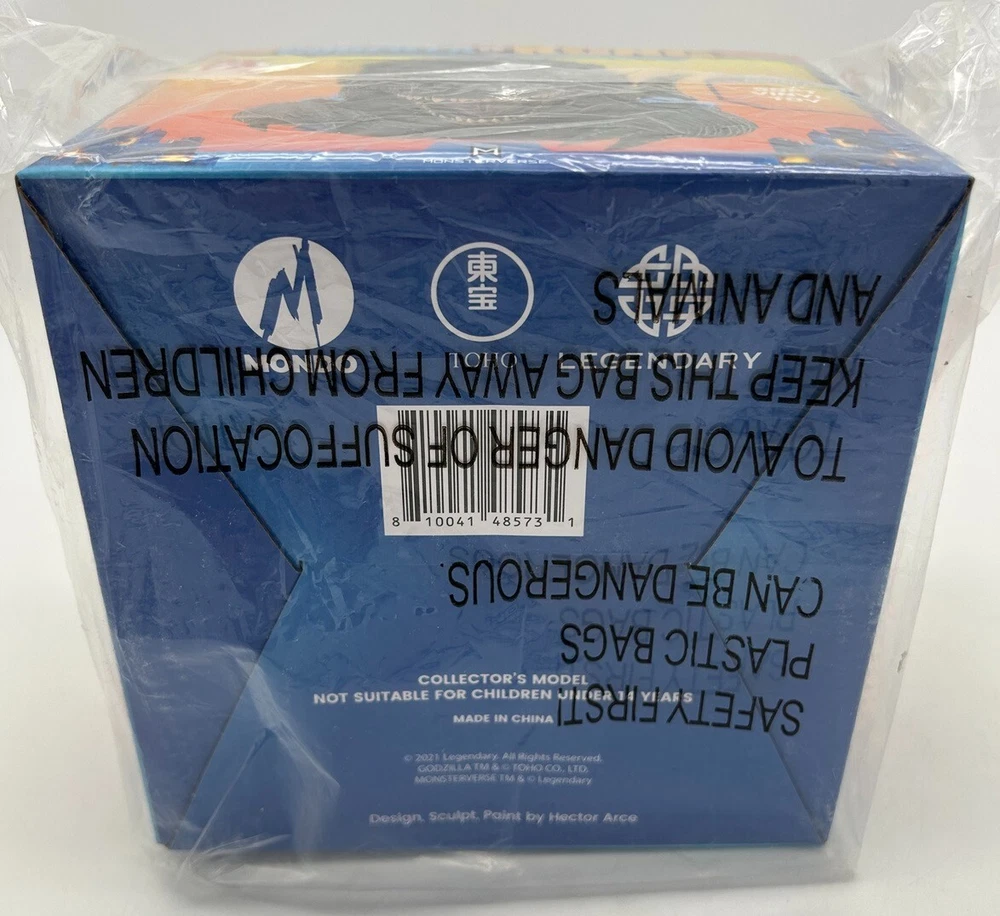 MONSTERVERSE
MONDO
東宝
TOHO
LEGENDARY
AND ANIMALS
KEEP THIS BAG AWAY FROM CHILDREN
TO AVOID DANGER OF SUFFOCATION
8 10041 48573 1
CAN BE DANGEROUS.
PLASTIC BAGS
SAFETY FIRST!
COLLECTOR'S MODEL
NOT SUITABLE FOR CHILDREN UNDER 14 YEARS
MADE IN CHINA
© 2021 Legendary. All Rights Reserved.
GODZILLA TM & © TOHO CO., LTD.
MONSTERVERSE TM & © Legendary
Design, Sculpt, Paint by Hector Arce